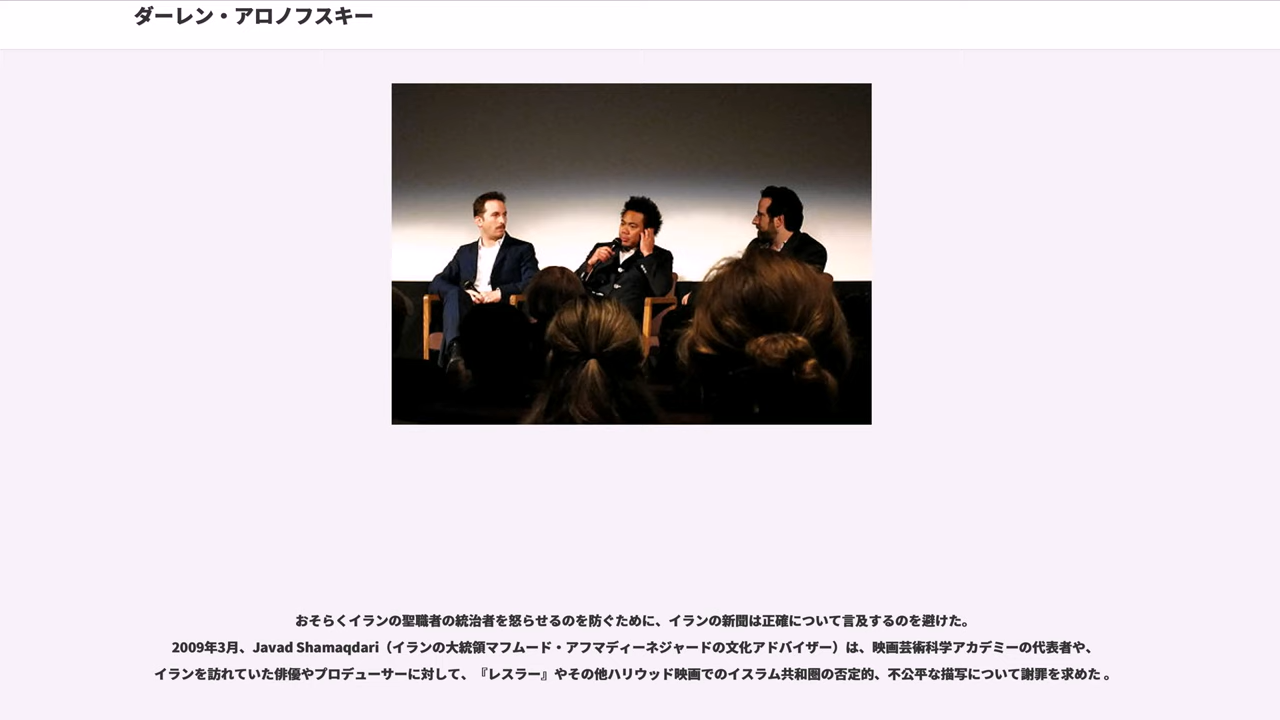 ダーレン・アロノフスキー
おそらくイランの聖職者の統治者を怒らせるのを防ぐために、イランの新聞は正確について言及するのを避けた。
2009年3月、Javad Shamaqdari（イランの大統領マフムード・アフマディーネジャードの文化アドバイザー）は、映画芸術科学アカデミーの代表者や、
イランを訪れていた俳優やプロデューサーに対して、『レスラー』やその他ハリウッド映画でのイスラム共和圏の否定的、不公平な描写について謝罪を求めた 。